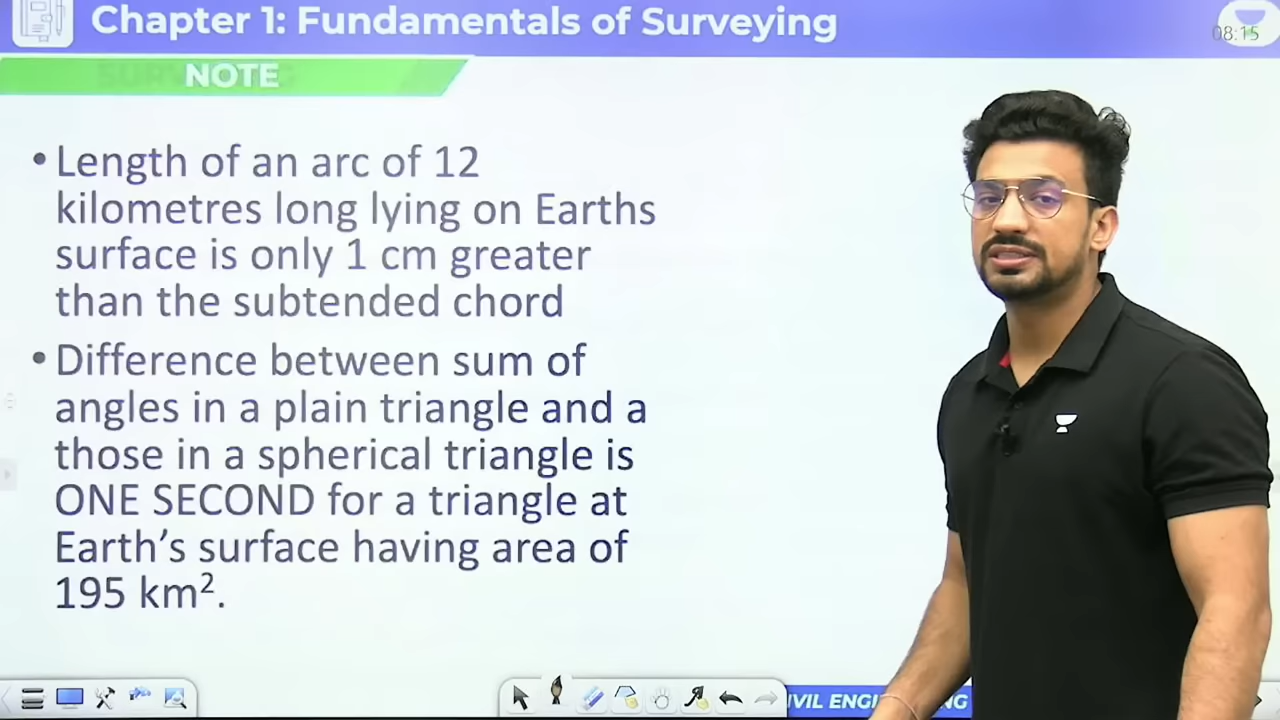 Chapter 1: Fundamentals of Surveying
08:15
NOTE
•Length of an arc of 12
kilometres long lying on Earths
surface is only 1 cm greater
than the subtended chord
•Difference between sum of
angles in a plain triangle and a
those in a spherical triangle is
ONE SECOND for a triangle at
Earth's surface having area of
195 km².